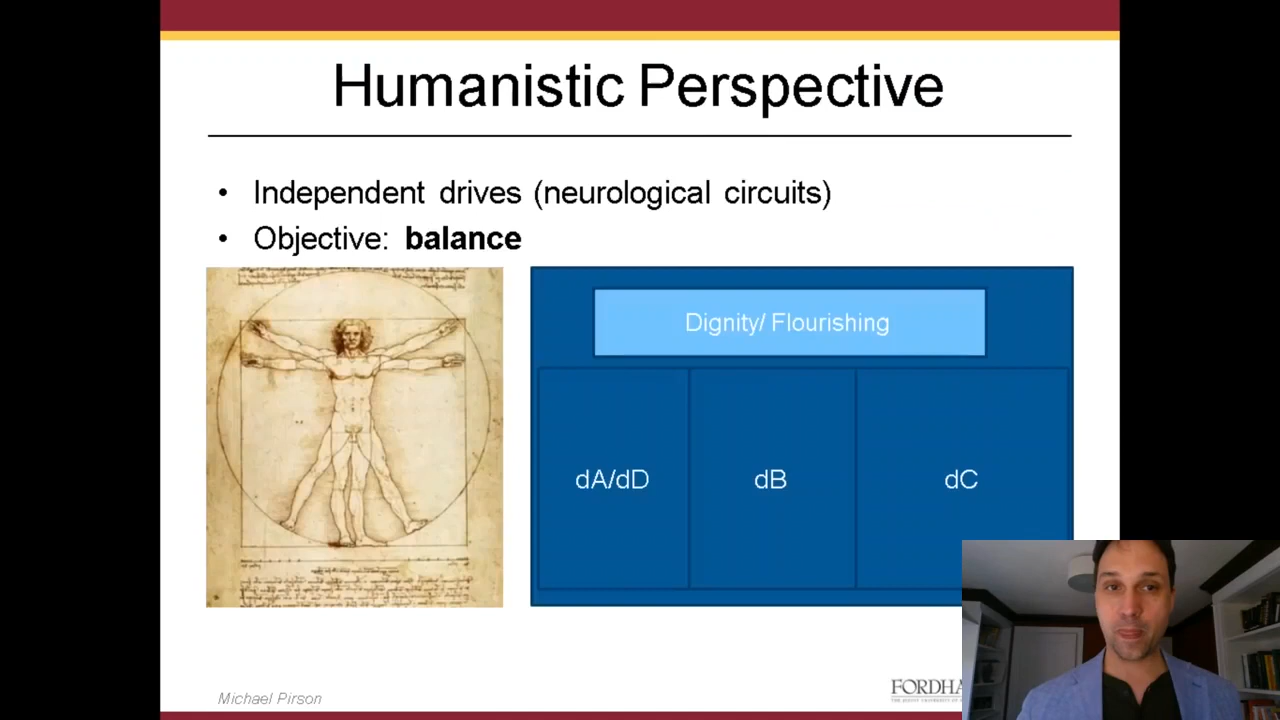 Humanistic Perspective
• Independent drives (neurological circuits)
• Objective: balance
Dignity/ Flourishing
dA/dD
dB
dC
Michael Pirson
FORDHA